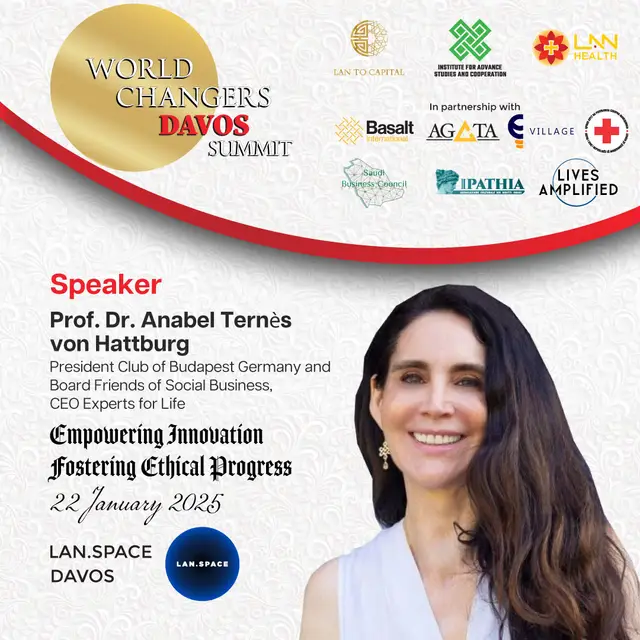 WORLD
CHANGERS
DAVOS
SUMMIT
LAN TO CAPITAL
INSTITUTE FOR ADVANCE
STUDIES AND COOPERATION
LNN
HEALTH
In partnership with
Basalt
International
AGATA
VILLAGE
Saudi
Business Council
IPATHIA
LIVES
AMPLIFIED
Speaker
Prof. Dr. Anabel Ternès
von Hattburg
President Club of Budapest Germany and
Board Friends of Social Business,
CEO Experts for Life
Empowering Innovation
Fostering Ethical Progress
22 January 2025
LAN.SPACE
DAVOS
LAN.SPACE